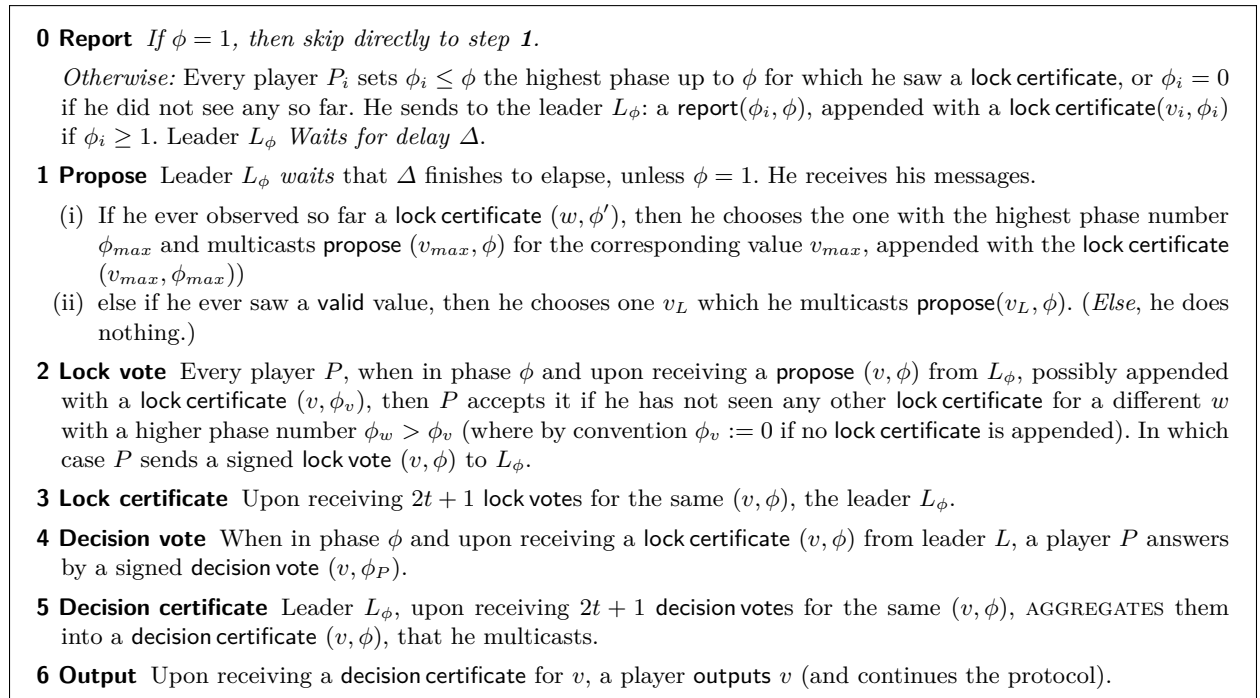 0 Report If ϕ = 1, then skip directly to step 1.
Otherwise: Every player Pᵢ sets ϕᵢ ≤ ϕ the highest phase up to ϕ for which he saw a lock certificate, or ϕᵢ = 0
if he did not see any so far. He sends to the leader L_ϕ: a report(ϕᵢ, ϕ), appended with a lock certificate(vᵢ, ϕᵢ)
if ϕᵢ ≥ 1. Leader L_ϕ Waits for delay Δ.
1 Propose Leader L_ϕ waits that Δ finishes to elapse, unless ϕ = 1. He receives his messages.
(i) If he ever observed so far a lock certificate (w, ϕ′), then he chooses the one with the highest phase number
ϕ_max and multicasts propose (v_max, ϕ) for the corresponding value v_max, appended with the lock certificate
(v_max, ϕ_max))
(ii) else if he ever saw a valid value, then he chooses one v_L which he multicasts propose(v_L, ϕ). (Else, he does
nothing.)
2 Lock vote Every player P, when in phase ϕ and upon receiving a propose (v, ϕ) from L_ϕ, possibly appended
with a lock certificate (v, ϕ_v), then P accepts it if he has not seen any other lock certificate for a different w
with a higher phase number ϕ_w > ϕ_v (where by convention ϕ_v := 0 if no lock certificate is appended). In which
case P sends a signed lock vote (v, ϕ) to L_ϕ.
3 Lock certificate Upon receiving 2t + 1 lock votes for the same (v, ϕ), the leader L_ϕ.
4 Decision vote When in phase ϕ and upon receiving a lock certificate (v, ϕ) from leader L, a player P answers
by a signed decision vote (v, ϕ_P).
5 Decision certificate Leader L_ϕ, upon receiving 2t + 1 decision votes for the same (v, ϕ), AGGREGATES them
into a decision certificate (v, ϕ), that he multicasts.
6 Output Upon receiving a decision certificate for v, a player outputs v (and continues the protocol).